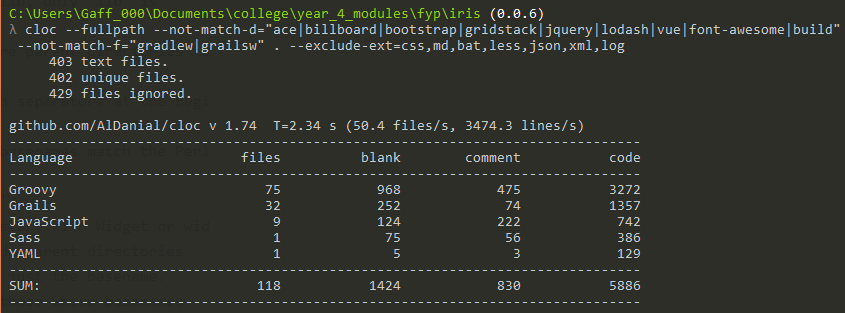 C:\Users\Gaff_000\Documents\college\year_4_modules\fyp\iris (0.0.6)
λ cloc --fullpath --not-match-d="ace|billboard|bootstrap|gridstack|jquery|lodash|vue|font-awesome|build"
--not-match-f="gradlew|grailsw" . --exclude-ext=css,md,bat,less,json,xml,log
403 text files.
402 unique files.
429 files ignored.
github.com/AlDanial/cloc v 1.74 T=2.34 s (50.4 files/s, 3474.3 lines/s)
-------------------------------------------------------------------------------
Language files blank comment code
-------------------------------------------------------------------------------
Groovy 75 968 475 3272
Grails 32 252 74 1357
JavaScript 9 124 222 742
Sass 1 75 56 386
YAML 1 5 3 129
-------------------------------------------------------------------------------
SUM: 118 1424 830 5886
-------------------------------------------------------------------------------